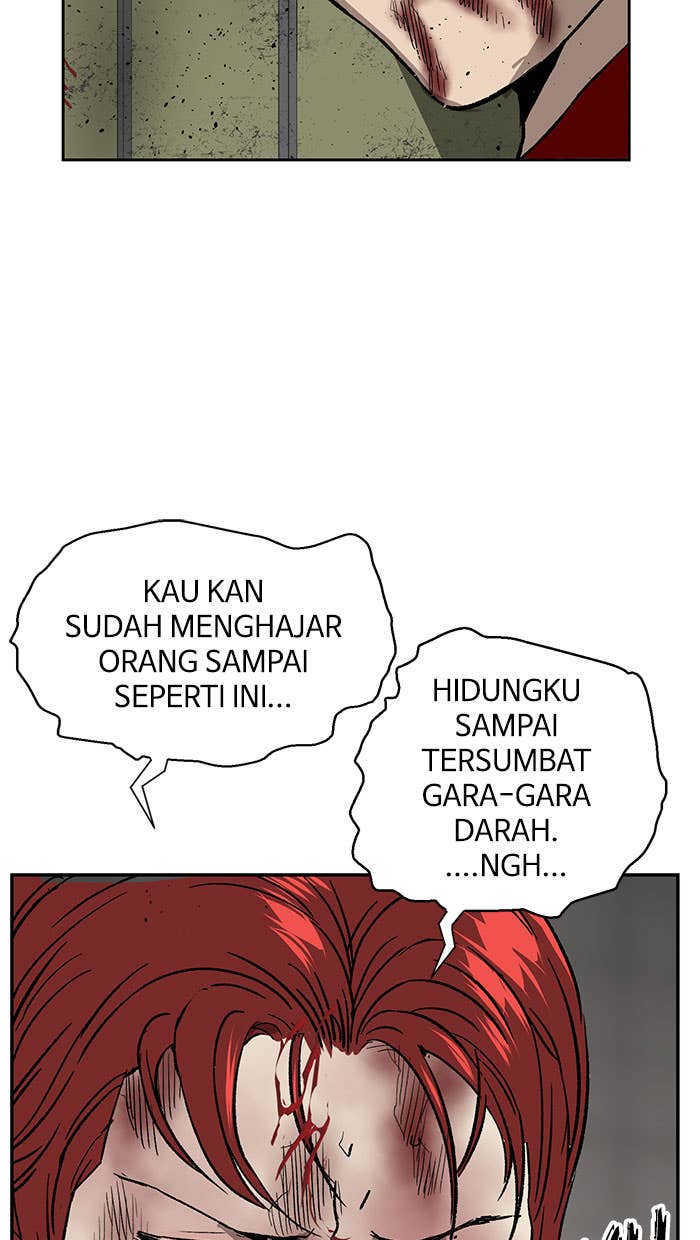 KAU KAN
SUDAH MENGHAJAR
ORANG SAMPAI
SEPERTI INI...
HIDUNGKU
SAMPAI
TERSUMBAT
GARA-GARA
DARAH.
....NGH...